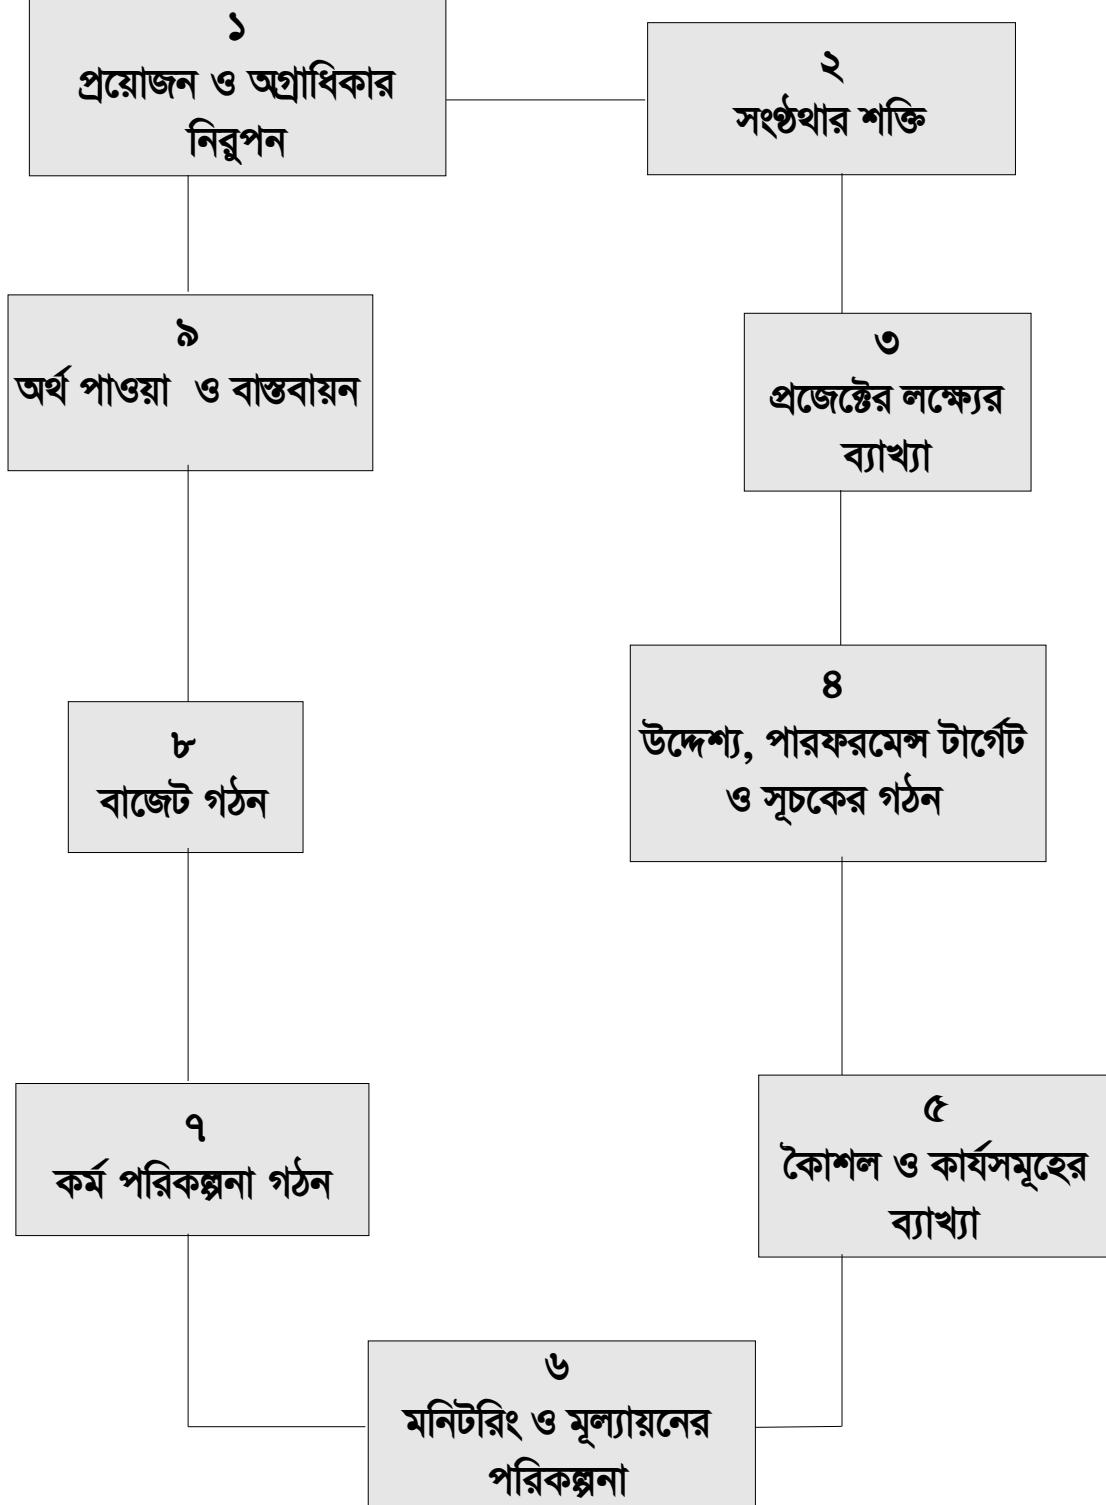 ১
প্রয়োজন ও অগ্রাধিকার
নিরুপন
২
সংণ্ঠথার শক্তি
৩
প্রজেক্টের লক্ষ্যের
ব্যাখ্যা
৪
উদ্দেশ্য, পারফরমেন্স টার্গেট
ও সূচকের গঠন
৫
কৈাশল ও কার্যসমূহের
ব্যাখ্যা
৬
মনিটরিং ও মূল্যায়নের
পরিকল্পনা
৭
কর্ম পরিকল্পনা গঠন
৮
বাজেট গঠন
৯
অর্থ পাওয়া ও বাস্তবায়ন